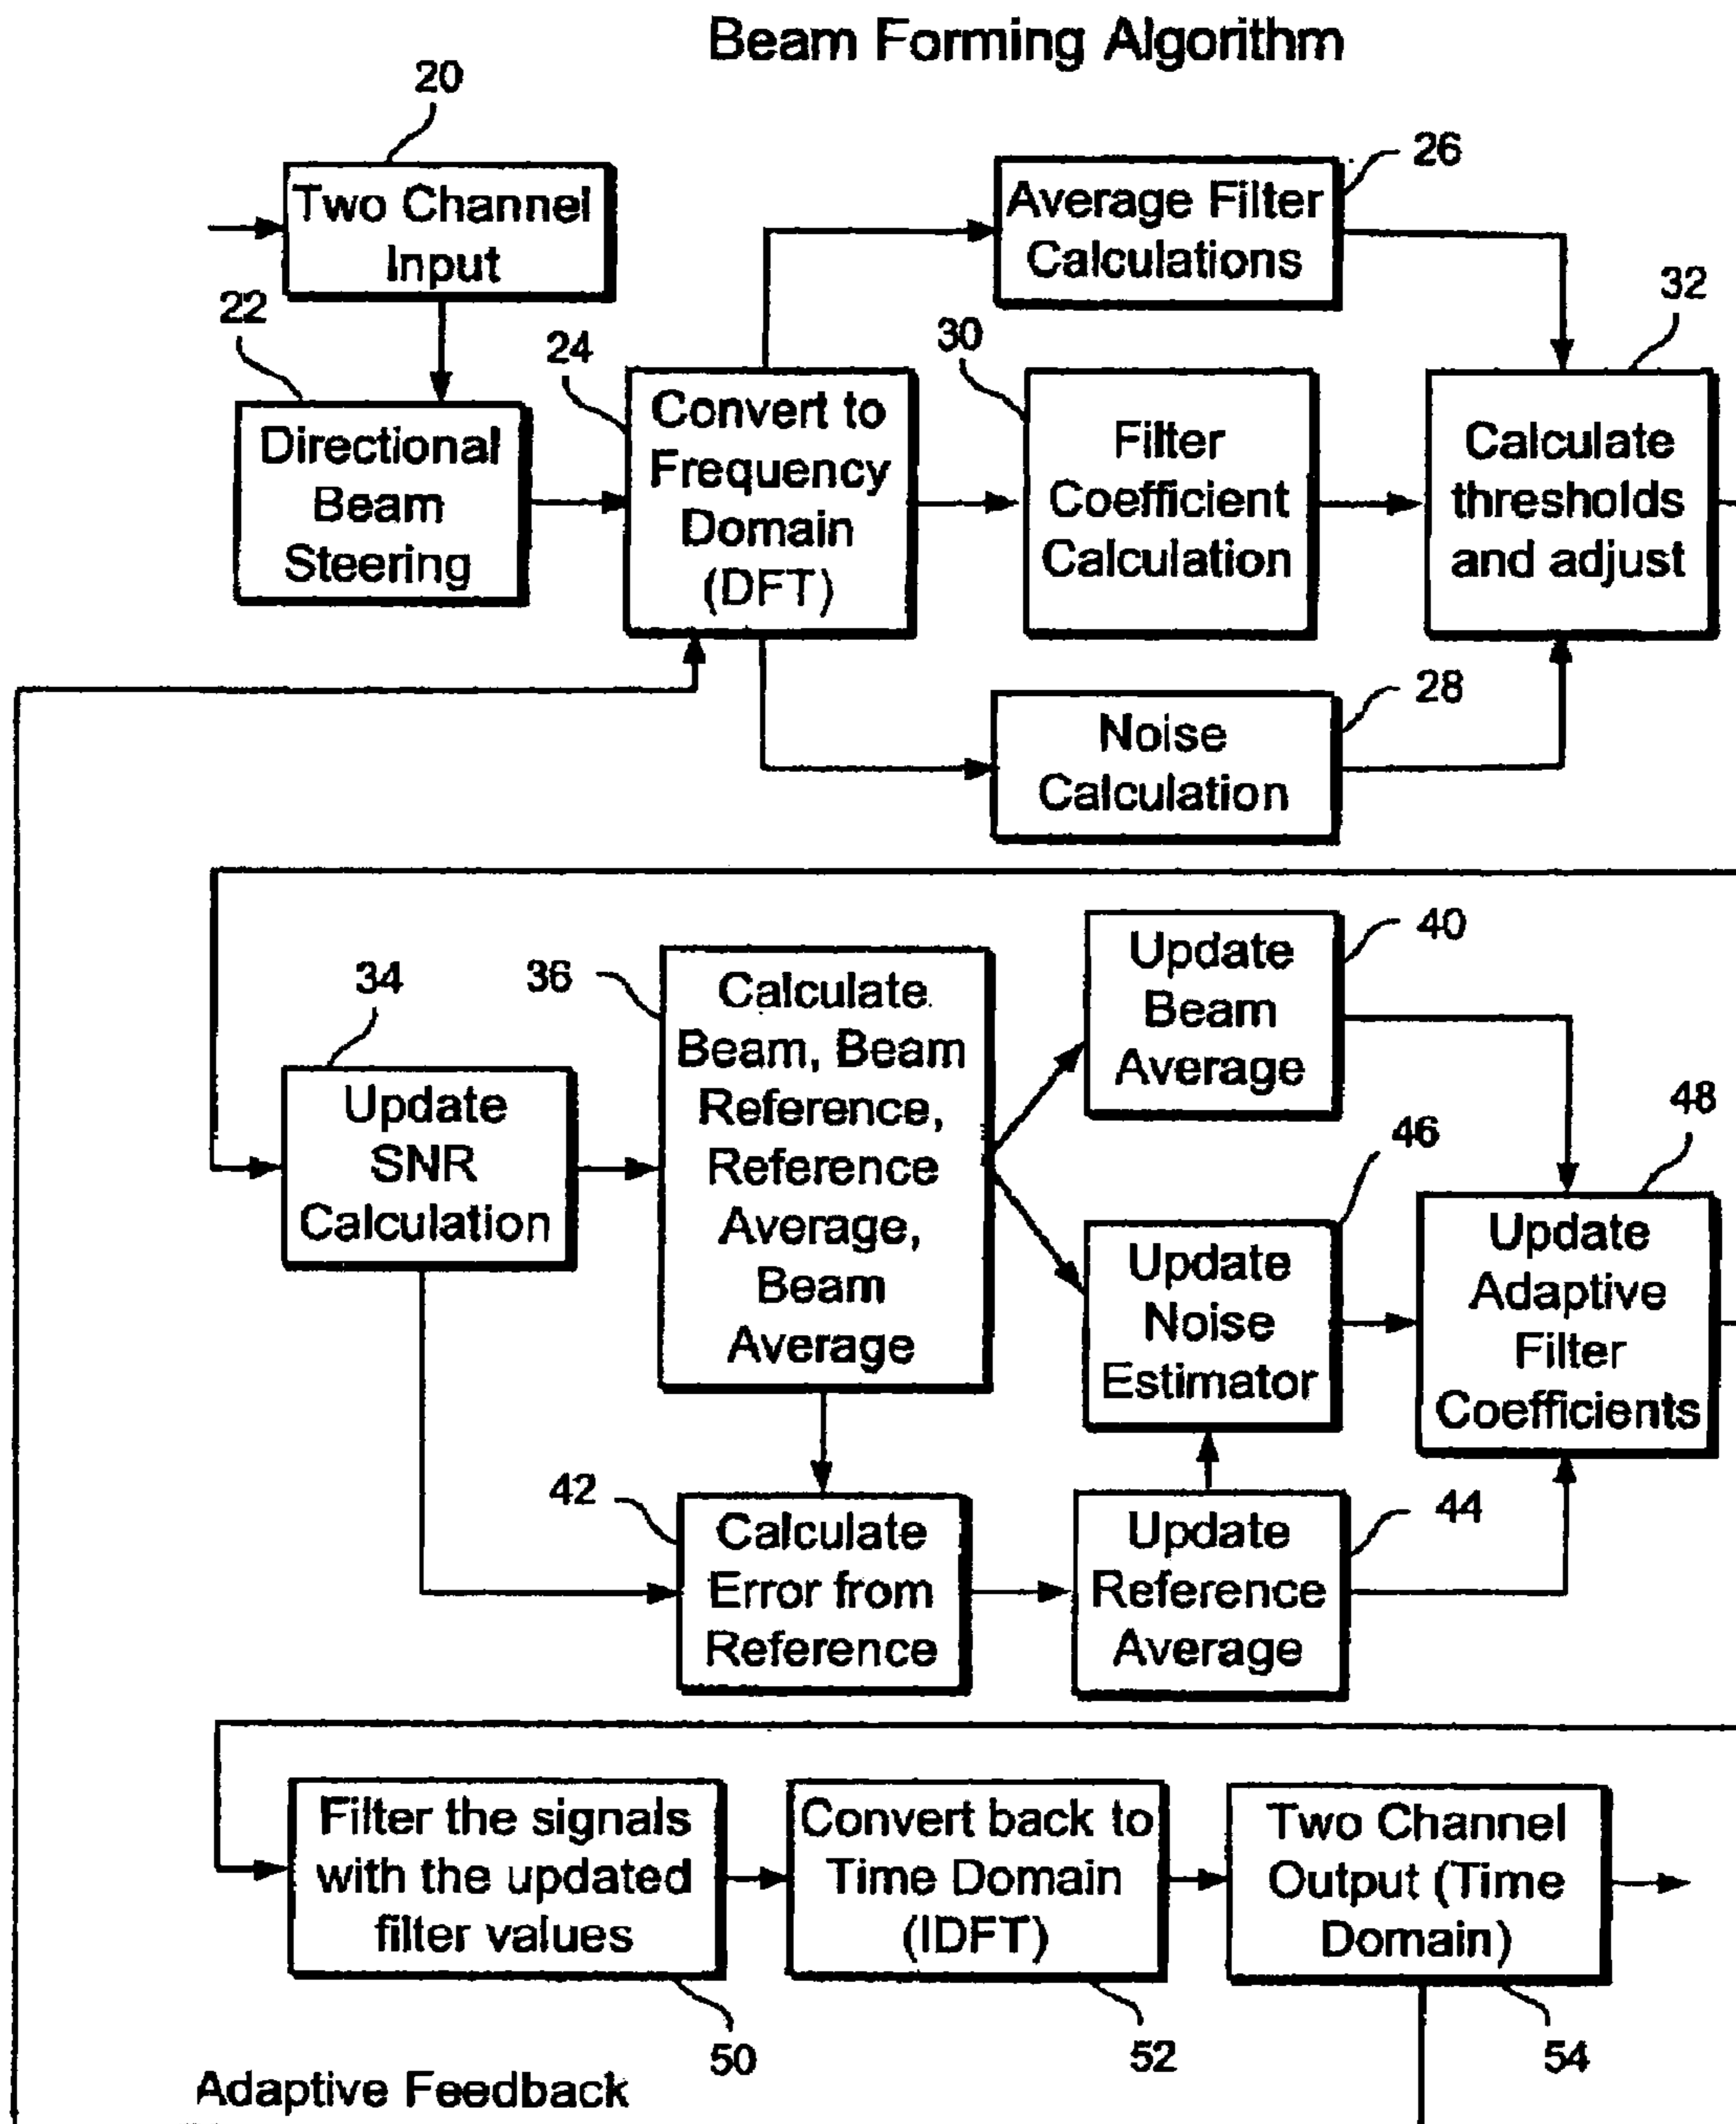 Beam Forming Algorithm
20
Two Channel
Input
22
Directional
Beam
Steering
24
Convert to
Frequency
Domain
(DFT)
26
Average Filter
Calculations
30
Filter
Coefficient
Calculation
32
Calculate
thresholds
and adjust
28
Noise
Calculation
34
Update
SNR
Calculation
36
Calculate
Beam, Beam
Reference,
Reference
Average,
Beam
Average
40
Update
Beam
Average
46
Update
Noise
Estimator
48
Update
Adaptive
Filter
Coefficients
42
Calculate
Error from
Reference
44
Update
Reference
Average
Filter the signals
with the updated
filter values
50
Convert back to
Time Domain
(IDFT)
52
Two Channel
Output (Time
Domain)
54
Adaptive Feedback